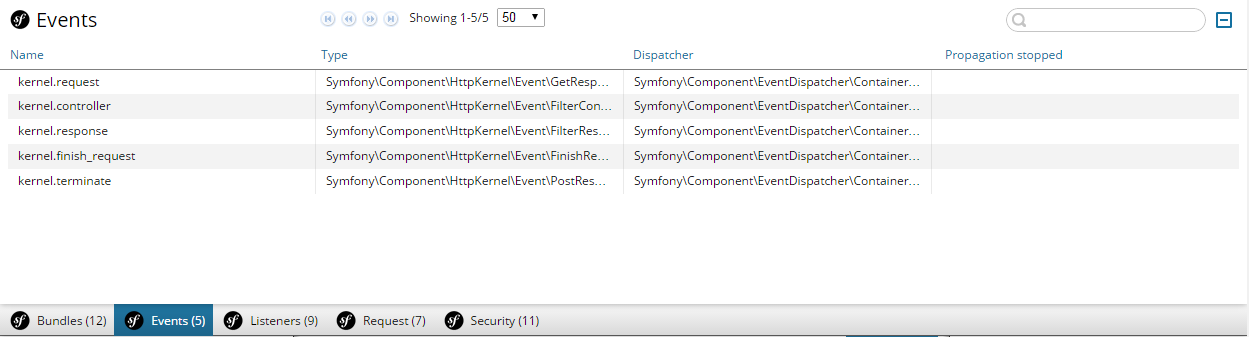 sf Events Showing 1-5/5 50
Name Type Dispatcher Propagation stopped
kernel.request Symfony\Component\HttpKernel\Event\GetResp... Symfony\Component\EventDispatcher\Container...
kernel.controller Symfony\Component\HttpKernel\Event\FilterCon... Symfony\Component\EventDispatcher\Container...
kernel.response Symfony\Component\HttpKernel\Event\FilterRes... Symfony\Component\EventDispatcher\Container...
kernel.finish_request Symfony\Component\HttpKernel\Event\FinishRe... Symfony\Component\EventDispatcher\Container...
kernel.terminate Symfony\Component\HttpKernel\Event\PostRes... Symfony\Component\EventDispatcher\Container...
sf Bundles (12) sf Events (5) sf Listeners (9) sf Request (7) sf Security (11)